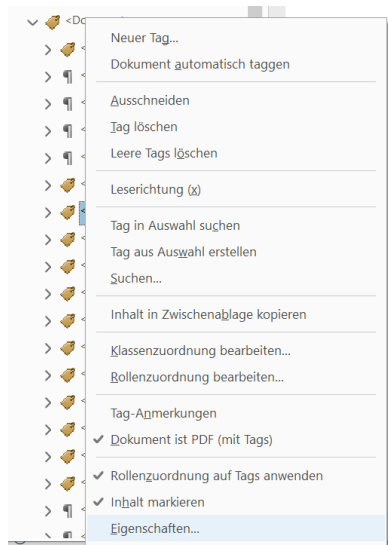 <Do
Neuer Tag...
Dokument automatisch taggen
Ausschneiden
Tag löschen
Leere Tags löschen
Leserichtung (x)
Tag in Auswahl suchen
Tag aus Auswahl erstellen
Suchen...
Inhalt in Zwischenablage kopieren
Klassenzuordnung bearbeiten...
Rollenzuordnung bearbeiten...
Tag-Anmerkungen
Dokument ist PDF (mit Tags)
Rollenzuordnung auf Tags anwenden
Inhalt markieren
Eigenschaften...